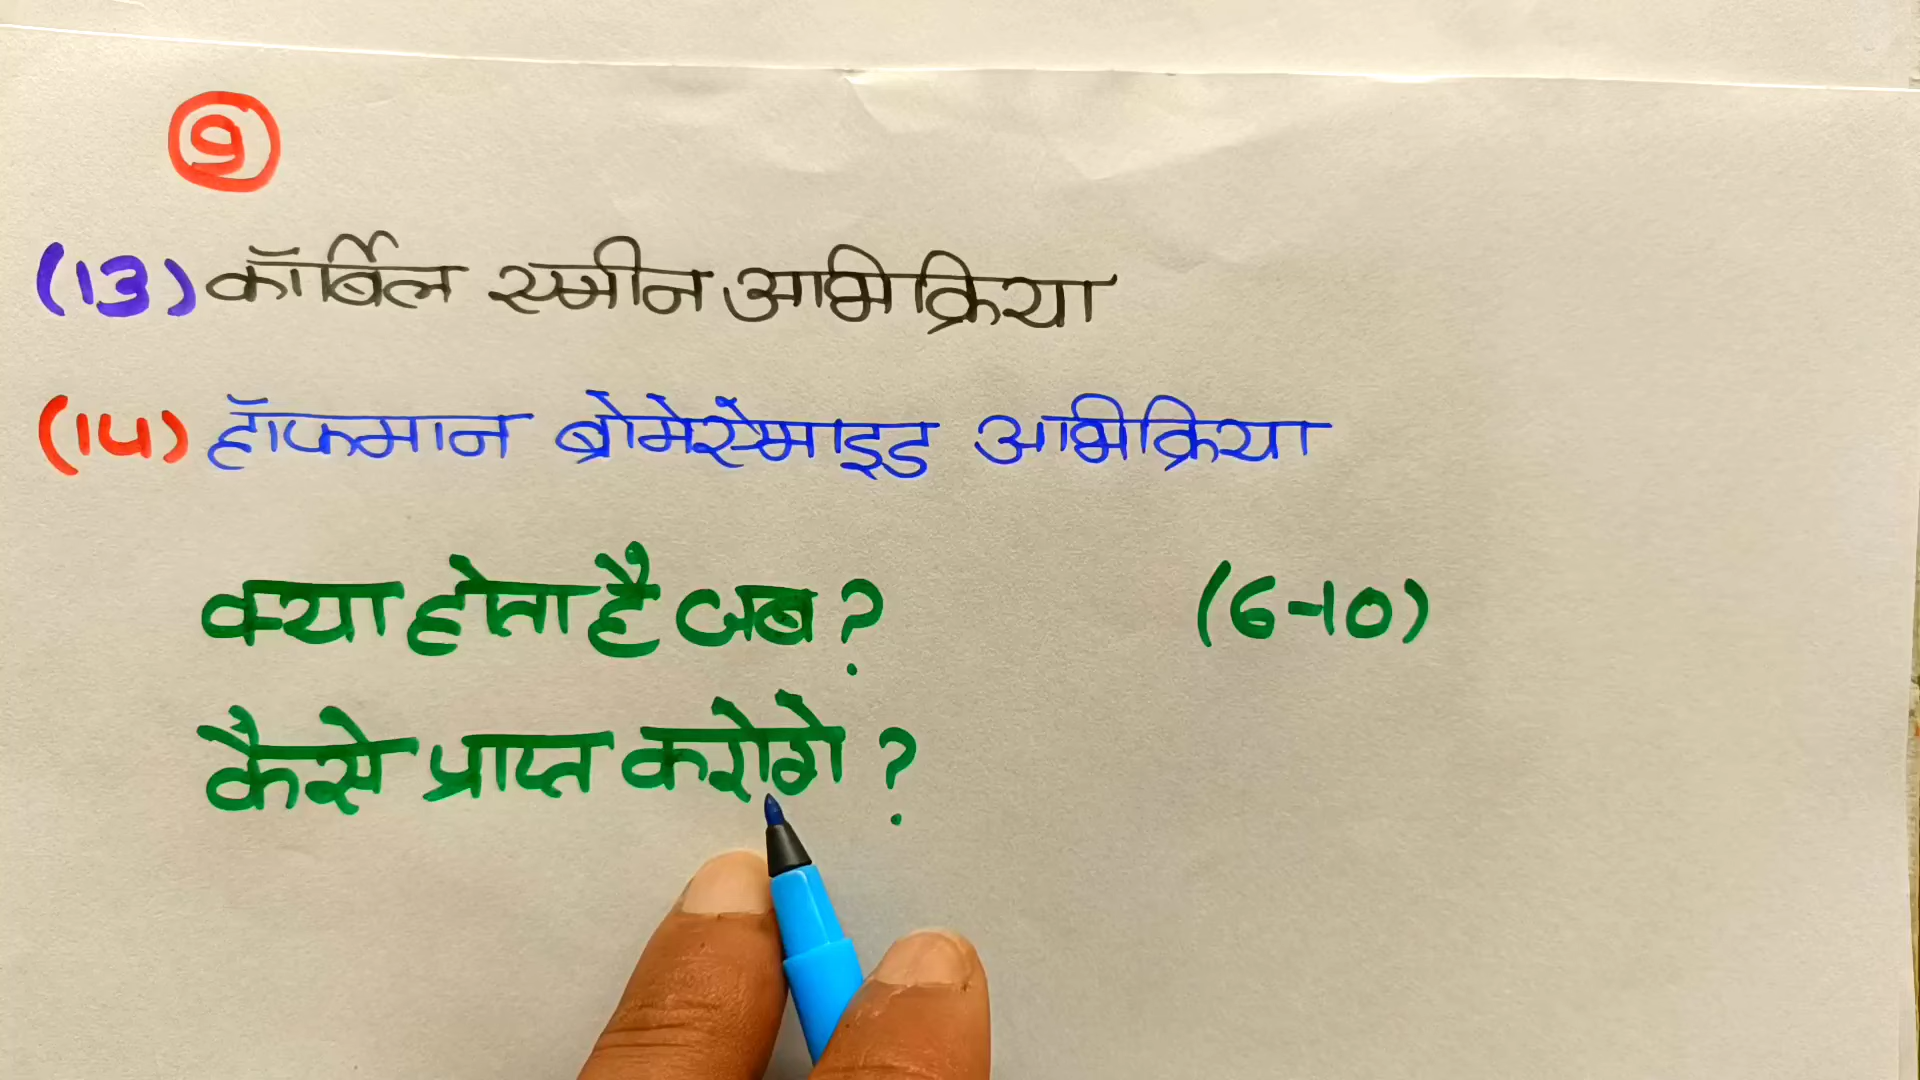 9
(13) कॉर्बिल एमीन अभिक्रिया
(14) हॉफमान ब्रोमेसेमाइड अभिक्रिया
क्या होता है जब ? (6-10)
कैसे प्राप्त करोगे ?